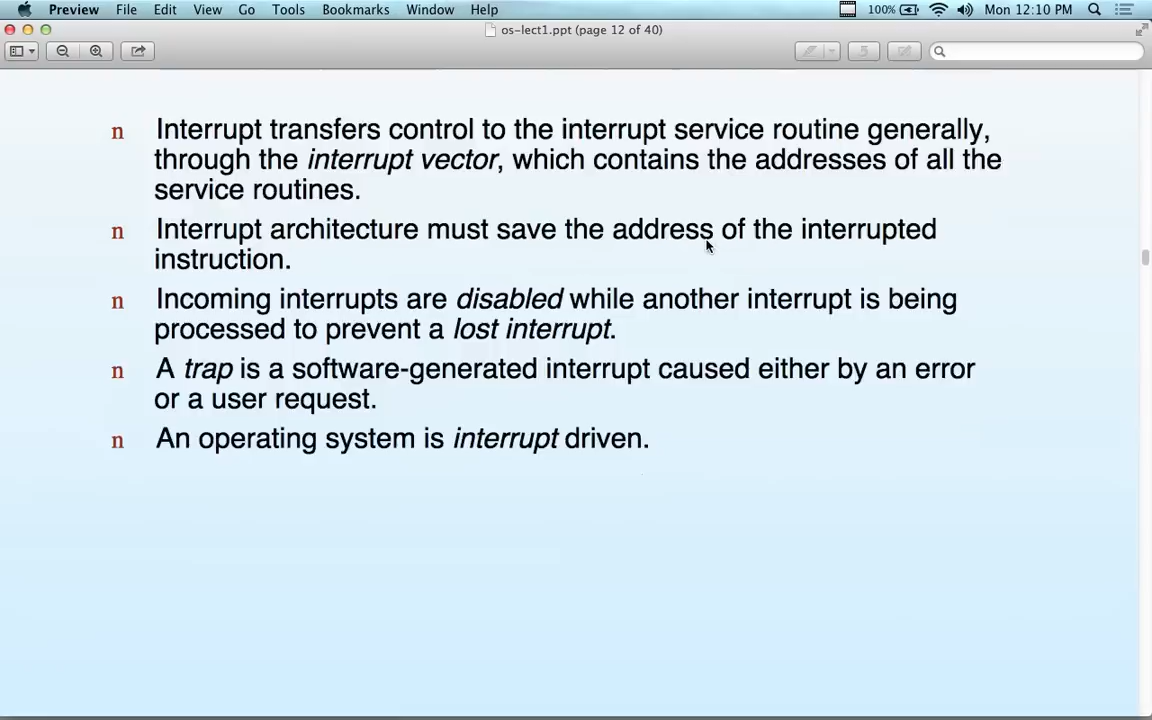 Preview File Edit View Go Tools Bookmarks Window Help 100% Mon 12:10 PM
os-lect1.ppt (page 12 of 40)
n Interrupt transfers control to the interrupt service routine generally,
through the interrupt vector, which contains the addresses of all the
service routines.
n Interrupt architecture must save the address of the interrupted
instruction.
n Incoming interrupts are disabled while another interrupt is being
processed to prevent a lost interrupt.
n A trap is a software-generated interrupt caused either by an error
or a user request.
n An operating system is interrupt driven.